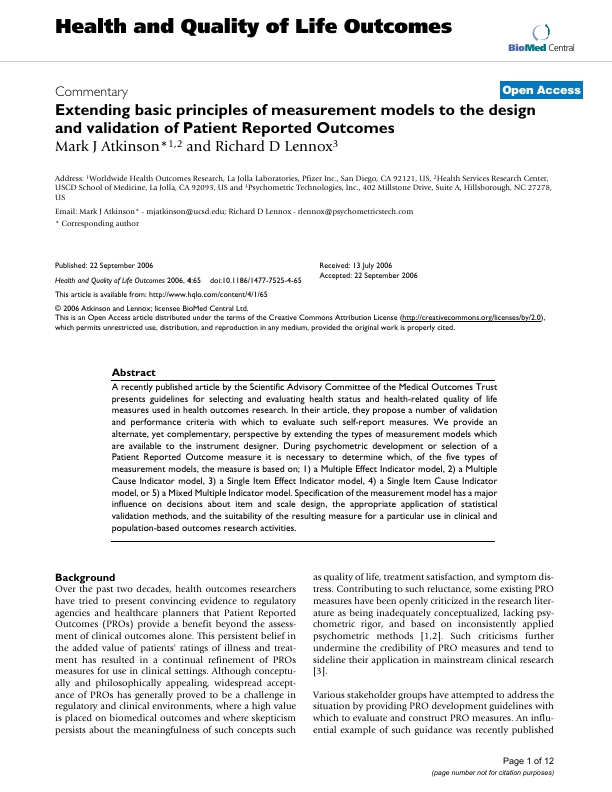 Health and Quality of Life Outcomes
BioMed Central
Commentary
Open Access
Extending basic principles of measurement models to the design
and validation of Patient Reported Outcomes
Mark J Atkinson*1,2 and Richard D Lennox3
Address: 1Worldwide Health Outcomes Research, La Jolla Laboratories, Pfizer Inc., San Diego, CA 92121, US, 2Health Services Research Center,
USCD School of Medicine, La Jolla, CA 92093, US and 3Psychometric Technologies, Inc., 402 Millstone Drive, Suite A, Hillsborough, NC 27278,
US
Email: Mark J Atkinson* - mjatkinson@ucsd.edu; Richard D Lennox - rlennox@psychometricstech.com
* Corresponding author
Published: 22 September 2006
Health and Quality of Life Outcomes 2006, 4:65 doi:10.1186/1477-7525-4-65
Received: 13 July 2006
Accepted: 22 September 2006
This article is available from: http://www.hqlo.com/content/4/1/65
© 2006 Atkinson and Lennox; licensee BioMed Central Ltd.
This is an Open Access article distributed under the terms of the Creative Commons Attribution License (http://creativecommons.org/licenses/by/2.0),
which permits unrestricted use, distribution, and reproduction in any medium, provided the original work is properly cited.
Abstract
A recently published article by the Scientific Advisory Committee of the Medical Outcomes Trust
presents guidelines for selecting and evaluating health status and health-related quality of life
measures used in health outcomes research. In their article, they propose a number of validation
and performance criteria with which to evaluate such self-report measures. We provide an
alternate, yet complementary, perspective by extending the types of measurement models which
are available to the instrument designer. During psychometric development or selection of a
Patient Reported Outcome measure it is necessary to determine which, of the five types of
measurement models, the measure is based on; 1) a Multiple Effect Indicator model, 2) a Multiple
Cause Indicator model, 3) a Single Item Effect Indicator model, 4) a Single Item Cause Indicator
model, or 5) a Mixed Multiple Indicator model. Specification of the measurement model has a major
influence on decisions about item and scale design, the appropriate application of statistical
validation methods, and the suitability of the resulting measure for a particular use in clinical and
population-based outcomes research activities.
Background
Over the past two decades, health outcomes researchers
have tried to present convincing evidence to regulatory
agencies and healthcare planners that Patient Reported
Outcomes (PROs) provide a benefit beyond the assess-
ment of clinical outcomes alone. This persistent belief in
the added value of patients' ratings of illness and treat-
ment has resulted in a continual refinement of PROs
measures for use in clinical settings. Although conceptu-
ally and philosophically appealing, widespread accept-
ance of PROs has generally proved to be a challenge in
regulatory and clinical environments, where a high value
is placed on biomedical outcomes and where skepticism
persists about the meaningfulness of such concepts such
as quality of life, treatment satisfaction, and symptom dis-
tress. Contributing to such reluctance, some existing PRO
measures have been openly criticized in the research liter-
ature as being inadequately conceptualized, lacking psy-
chometric rigor, and based on inconsistently applied
psychometric methods [1,2]. Such criticisms further
undermine the credibility of PRO measures and tend to
sideline their application in mainstream clinical research
[3].
Various stakeholder groups have attempted to address the
situation by providing PRO development guidelines with
which to evaluate and construct PRO measures. An influ-
ential example of such guidance was recently published
Page 1 of 12
(page number not for citation purposes)